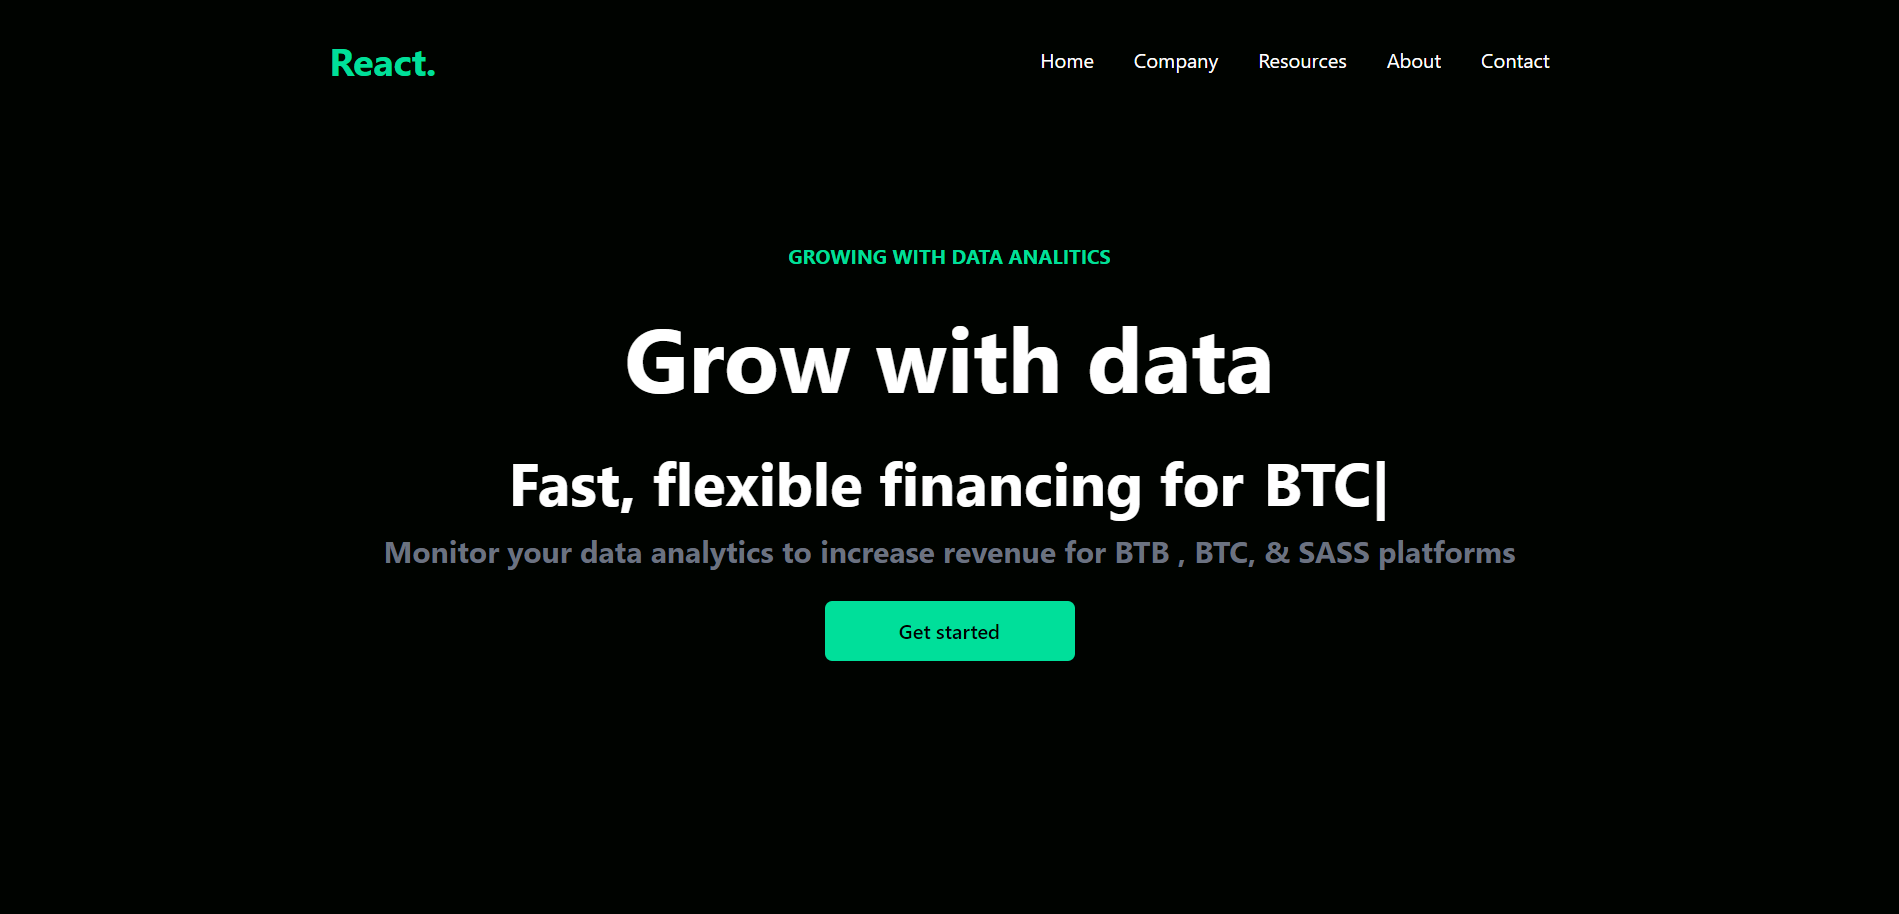 React.
Home Company Resources About Contact
GROWING WITH DATA ANALITICS
Grow with data
Fast, flexible financing for BTC|
Monitor your data analytics to increase revenue for BTB , BTC, & SASS platforms
Get started